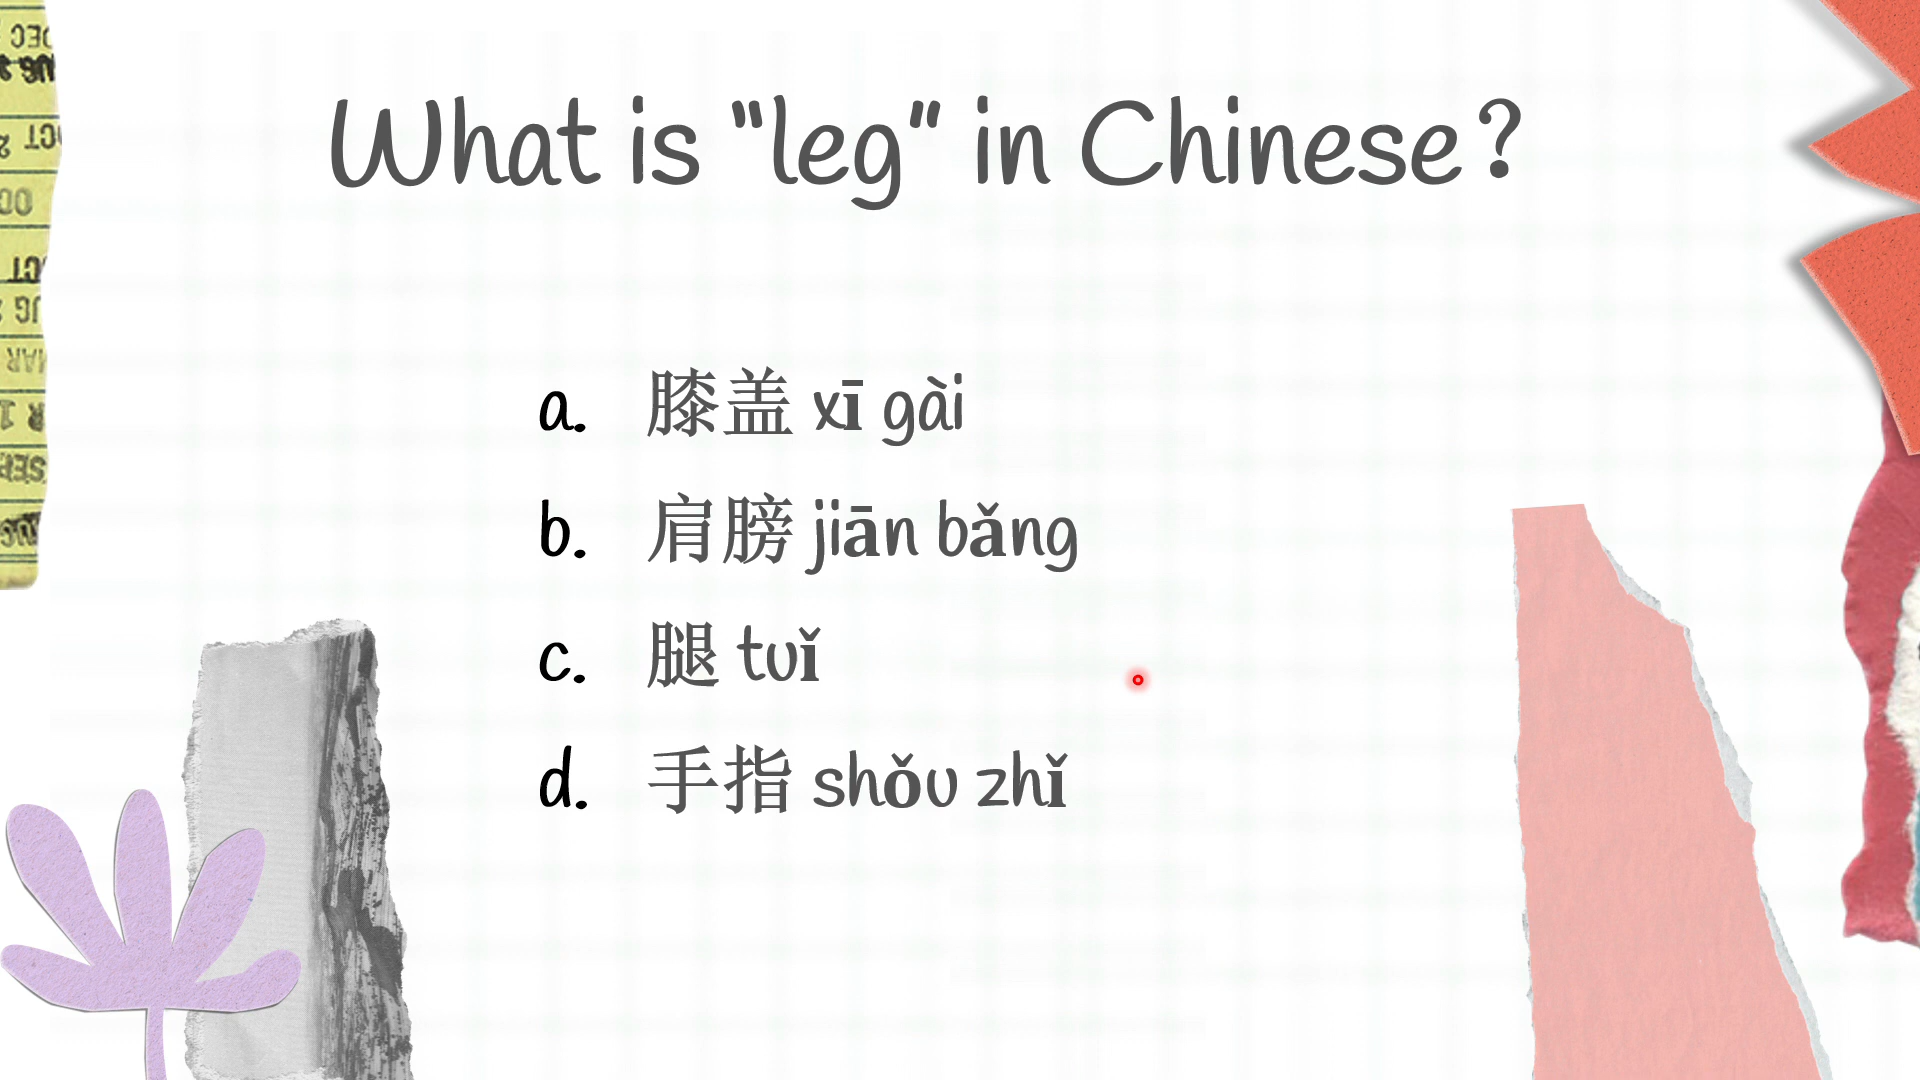 What is "leg" in Chinese?
a. 膝盖 xī gài
b. 肩膀 jiān bǎng
c. 腿 tuǐ
d. 手指 shǒu zhǐ